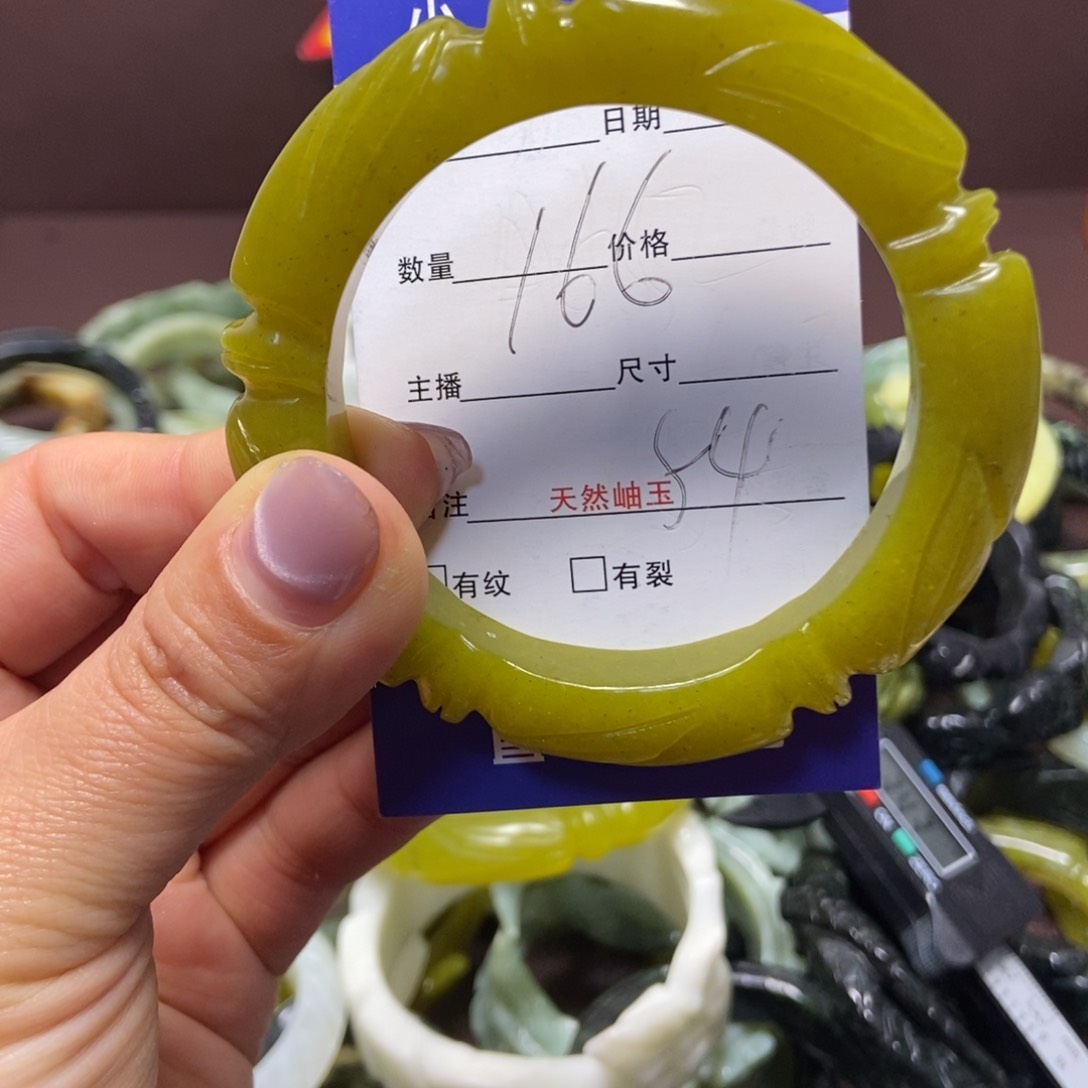 日期
166
数量 价格
主播 尺寸
54
注 天然岫玉
有纹 有裂